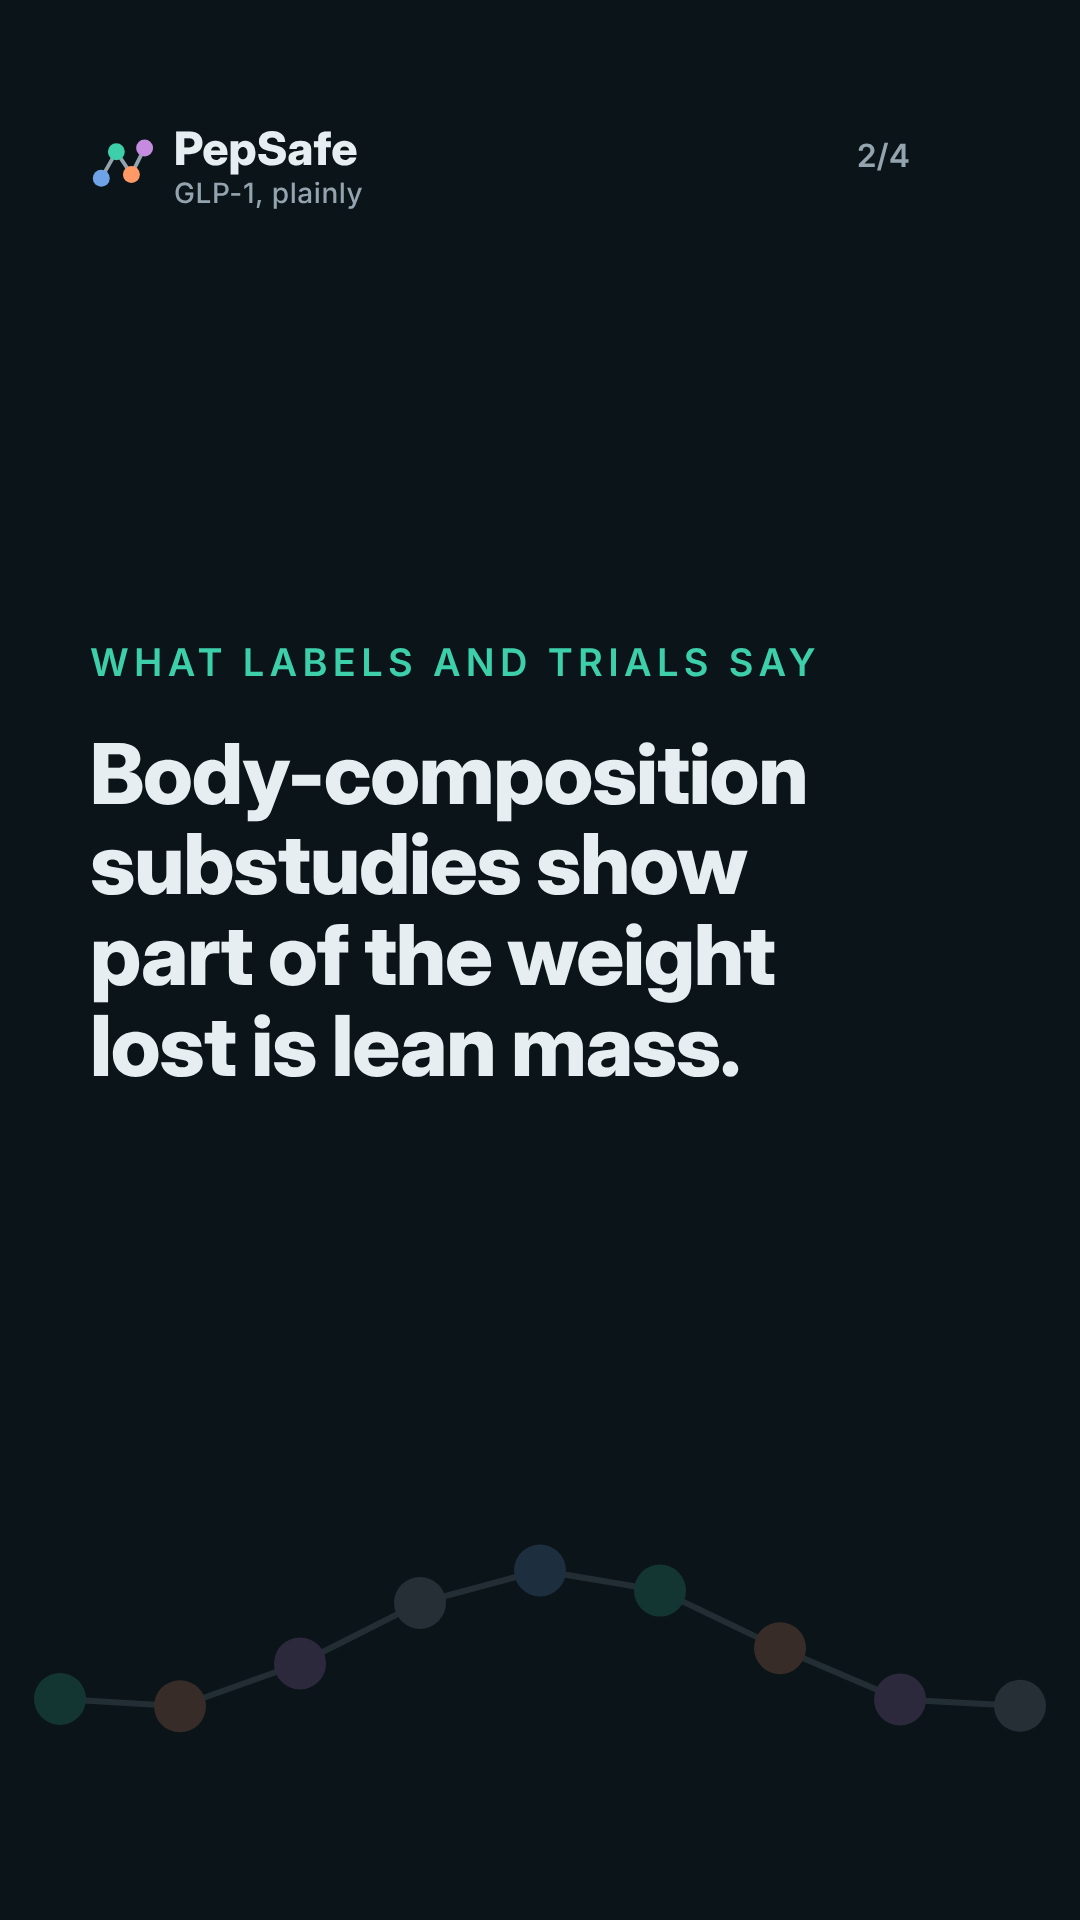 PepSafe
GLP-1, plainly
2/4
WHAT LABELS AND TRIALS SAY
Body-composition
substudies show
part of the weight
lost is lean mass.